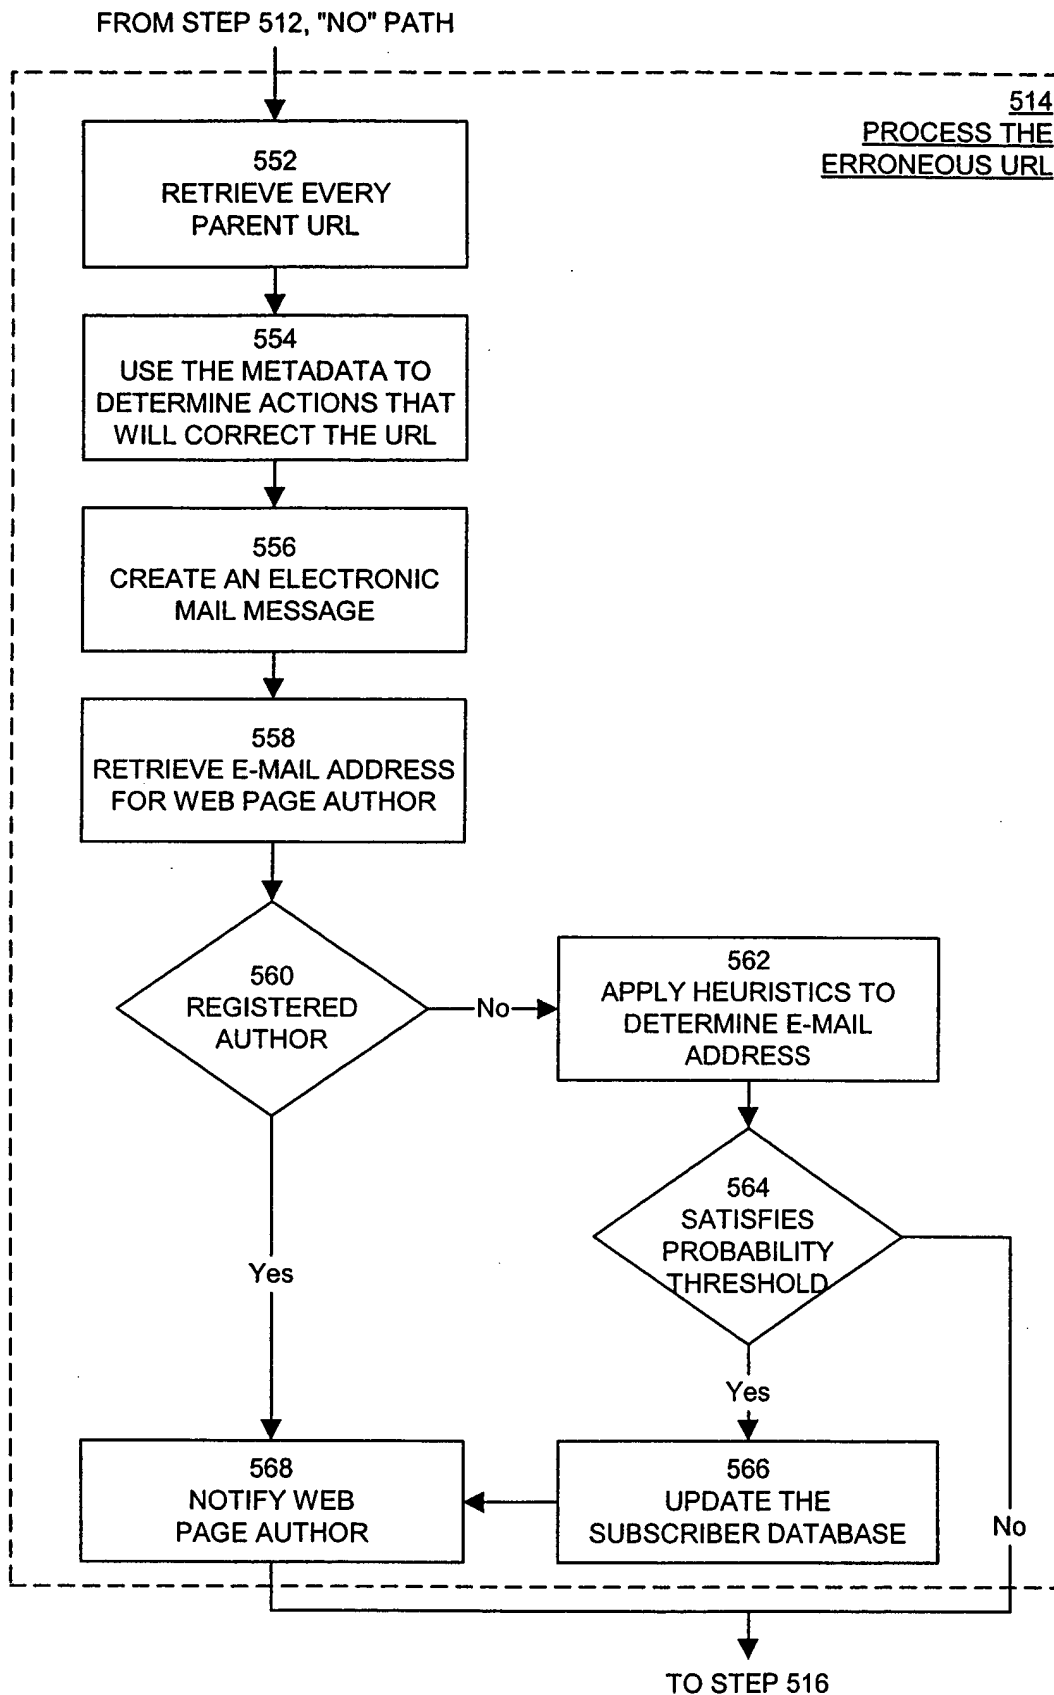 FROM STEP 512, "NO" PATH
514
PROCESS THE
ERRONEOUS URL
552
RETRIEVE EVERY
PARENT URL
554
USE THE METADATA TO
DETERMINE ACTIONS THAT
WILL CORRECT THE URL
556
CREATE AN ELECTRONIC
MAIL MESSAGE
558
RETRIEVE E-MAIL ADDRESS
FOR WEB PAGE AUTHOR
560
REGISTERED
AUTHOR
No
562
APPLY HEURISTICS TO
DETERMINE E-MAIL
ADDRESS
564
SATISFIES
PROBABILITY
THRESHOLD
Yes
Yes
568
NOTIFY WEB
PAGE AUTHOR
566
UPDATE THE
SUBSCRIBER DATABASE
No
TO STEP 516